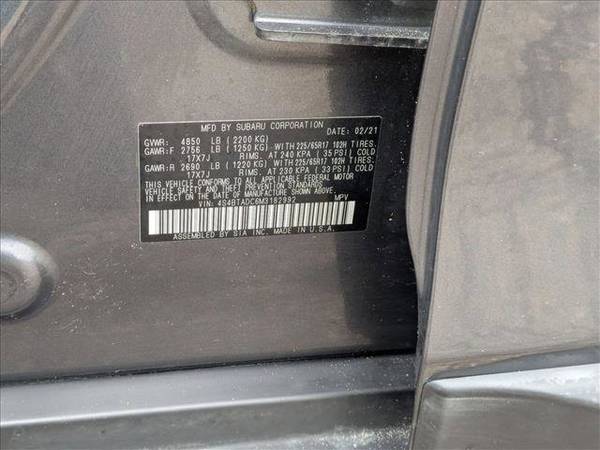 MFD BY SUBARU CORPORATION
GVWR: 4850 LB (2200 KG) DATE: 02/21
GAWR:F 2756 LB (1250 KG) WITH 225/65R17 102H TIRES.
17X7J RIMS. AT 240 KPA (35 PSI) COLD
GAWR:R 2690 LB (1220 KG) WITH 225/65R17 102H TIRES.
17X7J RIMS. AT 230 KPA (33 PSI) COLD
THIS VEHICLE CONFORMS TO ALL APPLICABLE FEDERAL MOTOR
VEHICLE SAFETY AND BUMPER STANDARDS IN EFFECT ON THE DATE
OF MANUFACTURE SHOWN ABOVE.
VIN: 4S4BTADC6M3162992 MPV
ASSEMBLED BY SIA INC. MADE IN U.S.A.